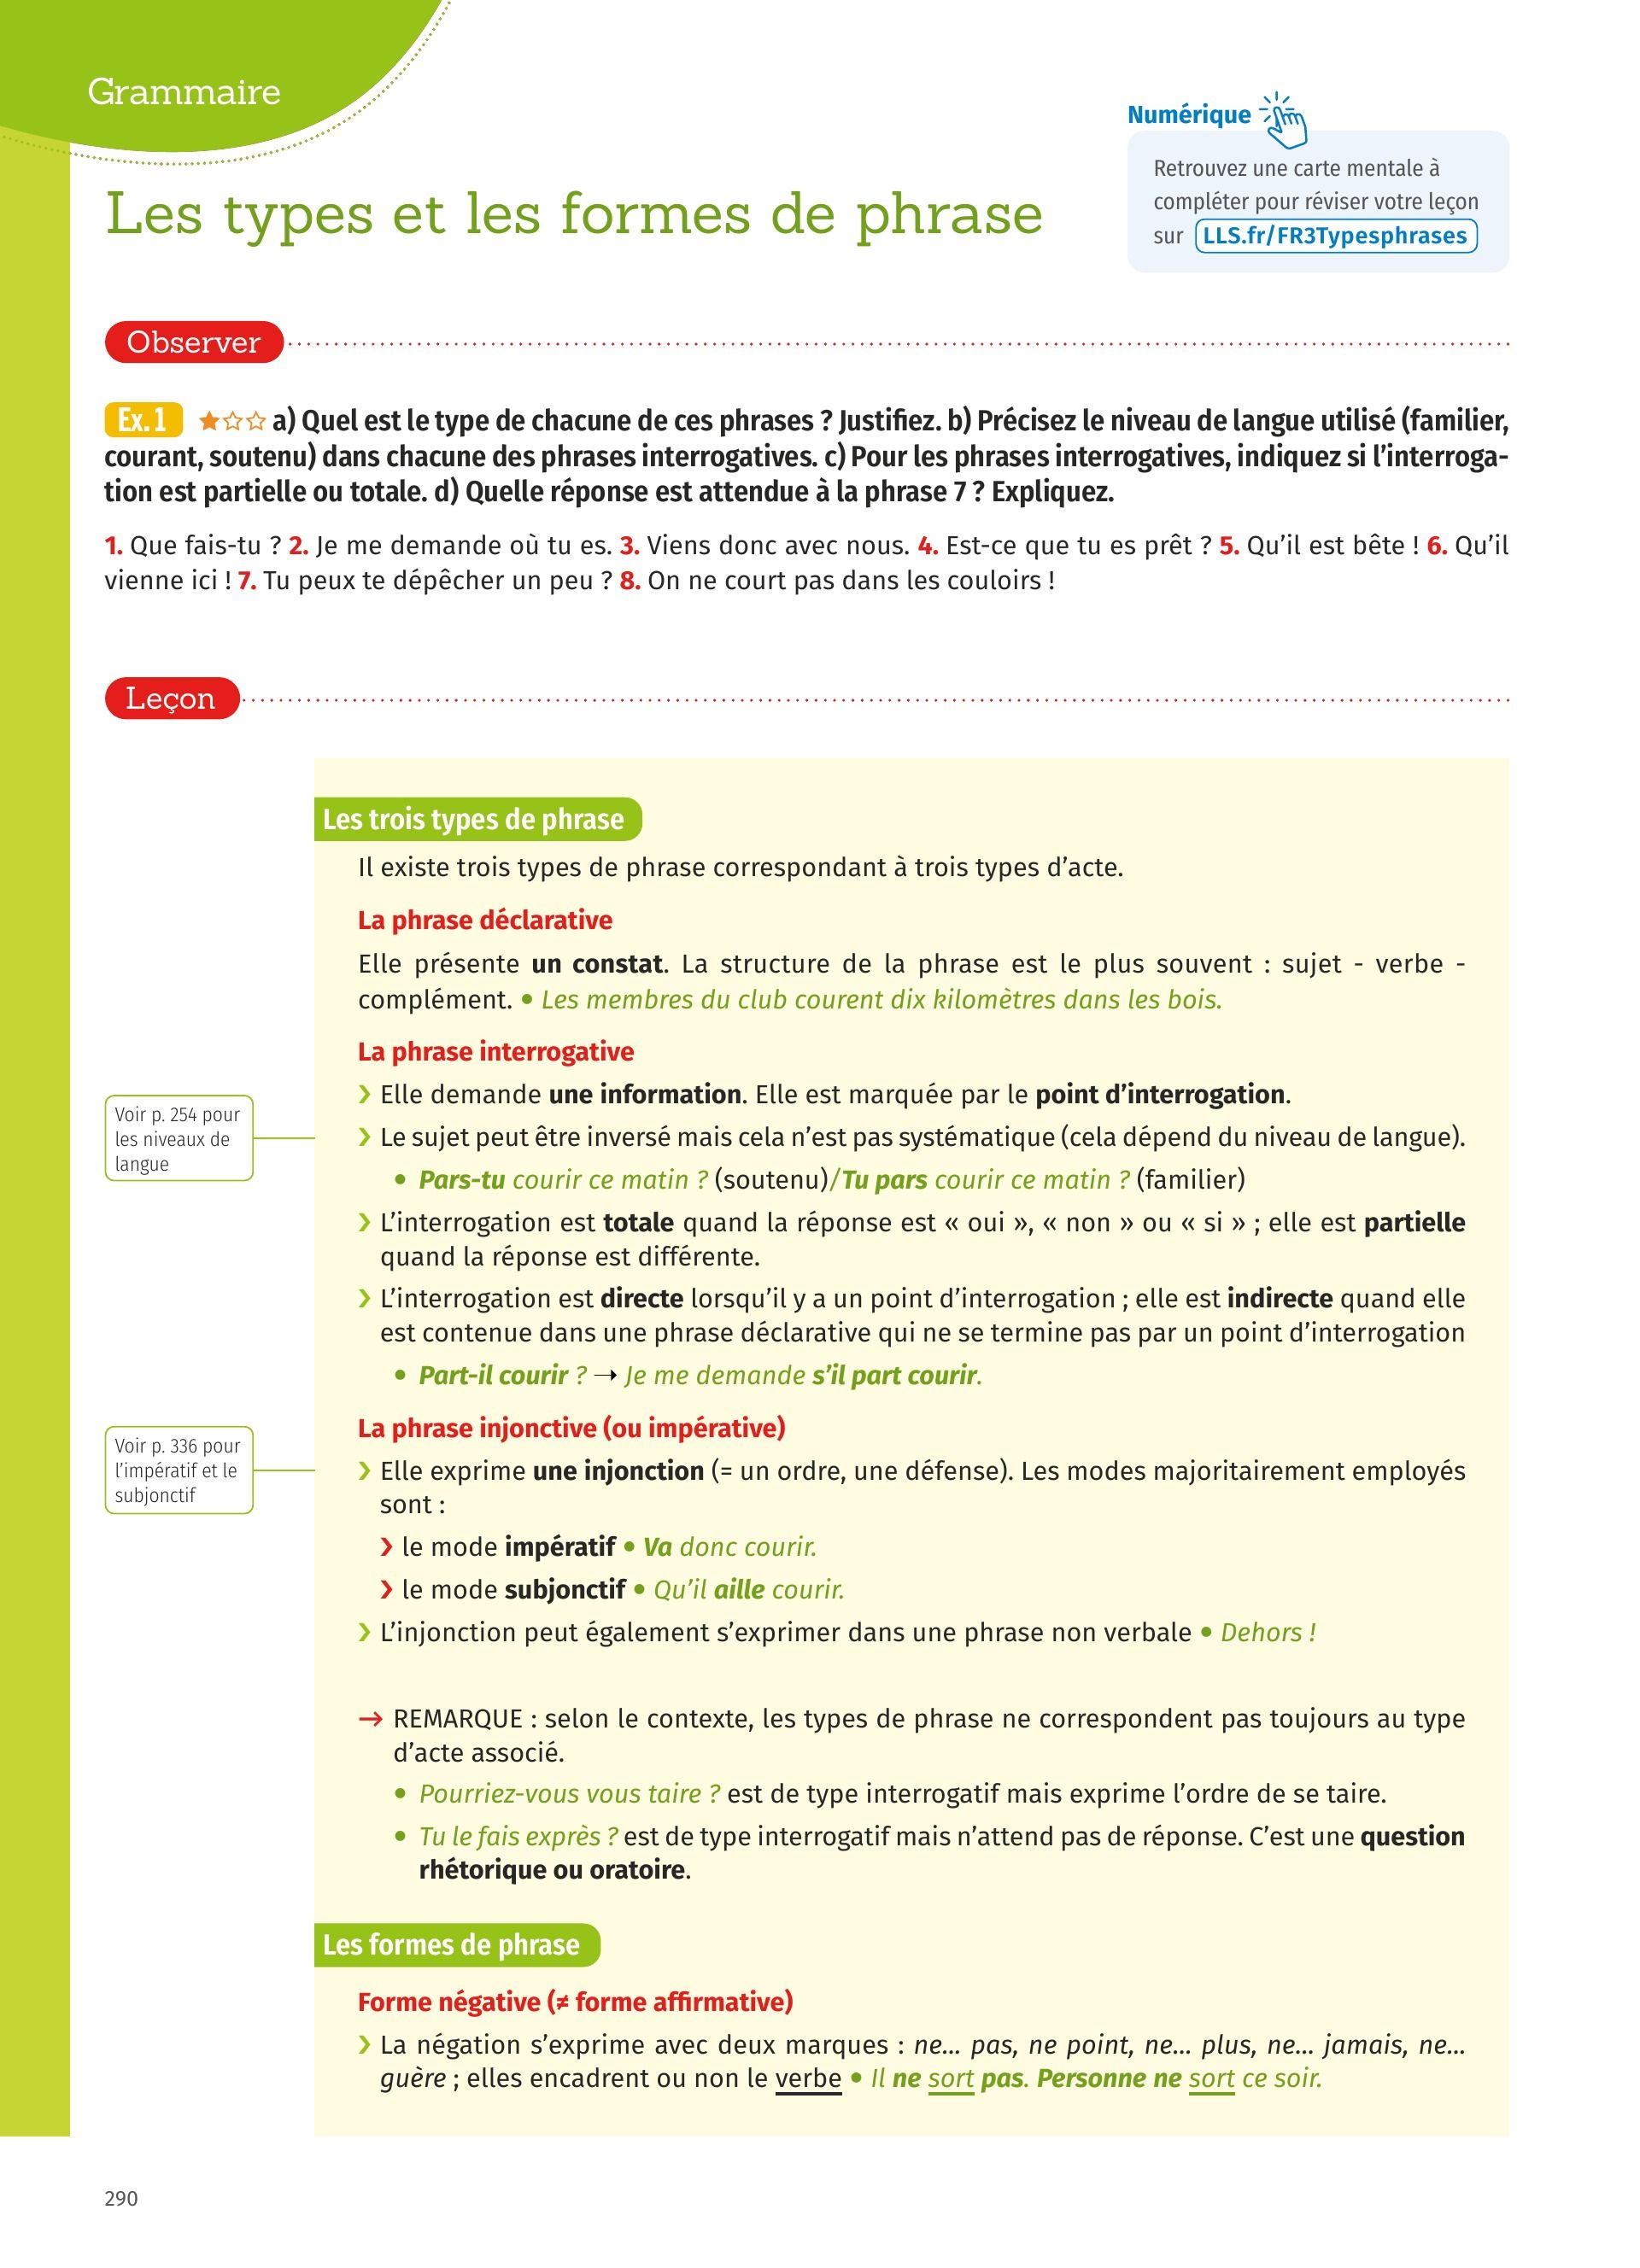 Grammaire
Numérique
Retrouvez une carte mentale à
compléter pour réviser votre leçon
sur LLS.fr/FR3Typesphrases
Les types et les formes de phrase
Observer
Ex. 1 a) Quel est le type de chacune de ces phrases ? Justifiez. b) Précisez le niveau de langue utilisé (familier,
courant, soutenu) dans chacune des phrases interrogatives. c) Pour les phrases interrogatives, indiquez si l’interroga-
tion est partielle ou totale. d) Quelle réponse est attendue à la phrase 7 ? Expliquez.
1. Que fais-tu ? 2. Je me demande où tu es. 3. Viens donc avec nous. 4. Est-ce que tu es prêt ? 5. Qu’il est bête ! 6. Qu’il
vienne ici ! 7. Tu peux te dépêcher un peu ? 8. On ne court pas dans les couloirs !
Leçon
Les trois types de phrase
Il existe trois types de phrase correspondant à trois types d’acte.
La phrase déclarative
Elle présente un constat. La structure de la phrase est le plus souvent : sujet - verbe -
complément. • Les membres du club courent dix kilomètres dans les bois.
La phrase interrogative
› Elle demande une information. Elle est marquée par le point d’interrogation.
Voir p. 254 pour
les niveaux de
langue
› Le sujet peut être inversé mais cela n’est pas systématique (cela dépend du niveau de langue).
• Pars-tu courir ce matin ? (soutenu)/Tu pars courir ce matin ? (familier)
› L’interrogation est totale quand la réponse est « oui », « non » ou « si » ; elle est partielle
quand la réponse est différente.
› L’interrogation est directe lorsqu’il y a un point d’interrogation ; elle est indirecte quand elle
est contenue dans une phrase déclarative qui ne se termine pas par un point d’interrogation
• Part-il courir ? → Je me demande s’il part courir.
La phrase injonctive (ou impérative)
Voir p. 336 pour
l’impératif et le
subjonctif
› Elle exprime une injonction (= un ordre, une défense). Les modes majoritairement employés
sont :
› le mode impératif • Va donc courir.
› le mode subjonctif • Qu’il aille courir.
› L’injonction peut également s’exprimer dans une phrase non verbale • Dehors !
→ REMARQUE : selon le contexte, les types de phrase ne correspondent pas toujours au type
d’acte associé.
• Pourriez-vous vous taire ? est de type interrogatif mais exprime l’ordre de se taire.
• Tu le fais exprès ? est de type interrogatif mais n’attend pas de réponse. C’est une question
rhétorique ou oratoire.
Les formes de phrase
Forme négative (≠ forme affirmative)
› La négation s’exprime avec deux marques : ne... pas, ne point, ne... plus, ne... jamais, ne...
guère ; elles encadrent ou non le verbe • Il ne sort pas. Personne ne sort ce soir.
290